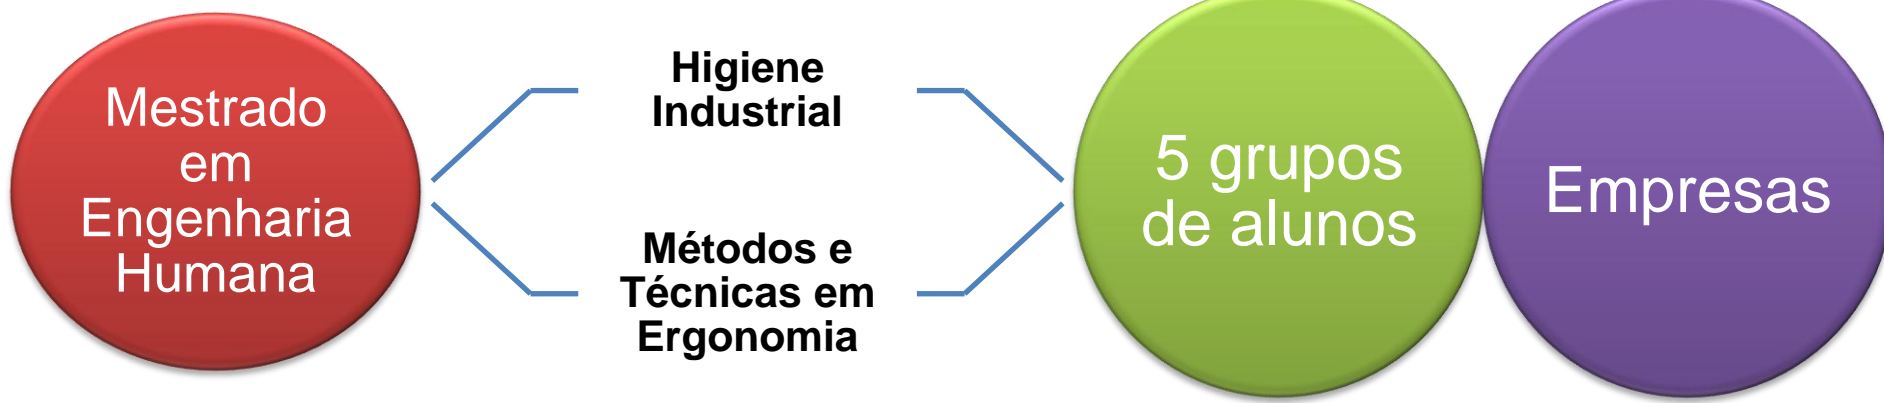 Mestrado
em
Engenharia
Humana
Higiene
Industrial
Métodos e
Técnicas em
Ergonomia
5 grupos
de alunos
Empresas